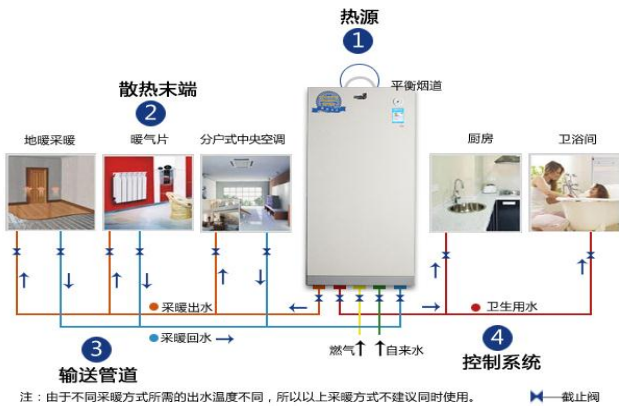 热源
1
平衡烟道
散热末端
2
地暖采暖
暖气片
分户式中央空调
厨房
卫浴间
采暖出水
卫生用水
采暖回水
燃气
自来水
3
输送管道
4
控制系统
注：由于不同采暖方式所需的出水温度不同，所以以上采暖方式不建议同时使用。
截止阀